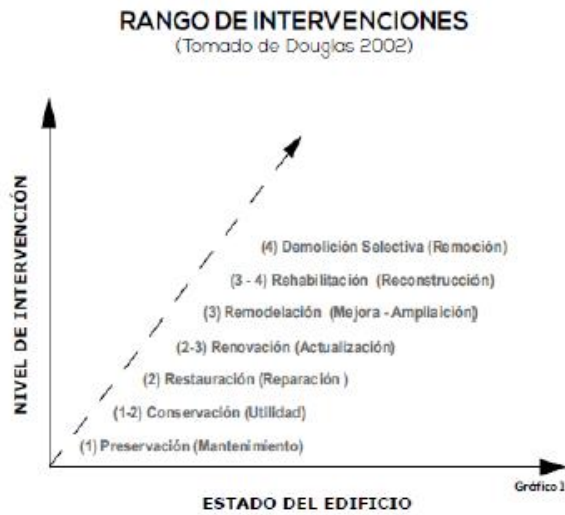 RANGO DE INTERVENCIONES
(Tomado de Douglas 2002)
NIVEL DE INTERVENCIÓN
(4) Demolición Selectiva (Remoción)
(3 - 4) Rehabilitación (Reconstrucción)
(3) Remodelación (Mejora - Ampliaición)
(2-3) Renovación (Actualización)
(2) Restauración (Reparación )
(1-2) Conservación (Utilidad)
(1) Preservación (Mantenimiento)
Gráfico 1
ESTADO DEL EDIFICIO